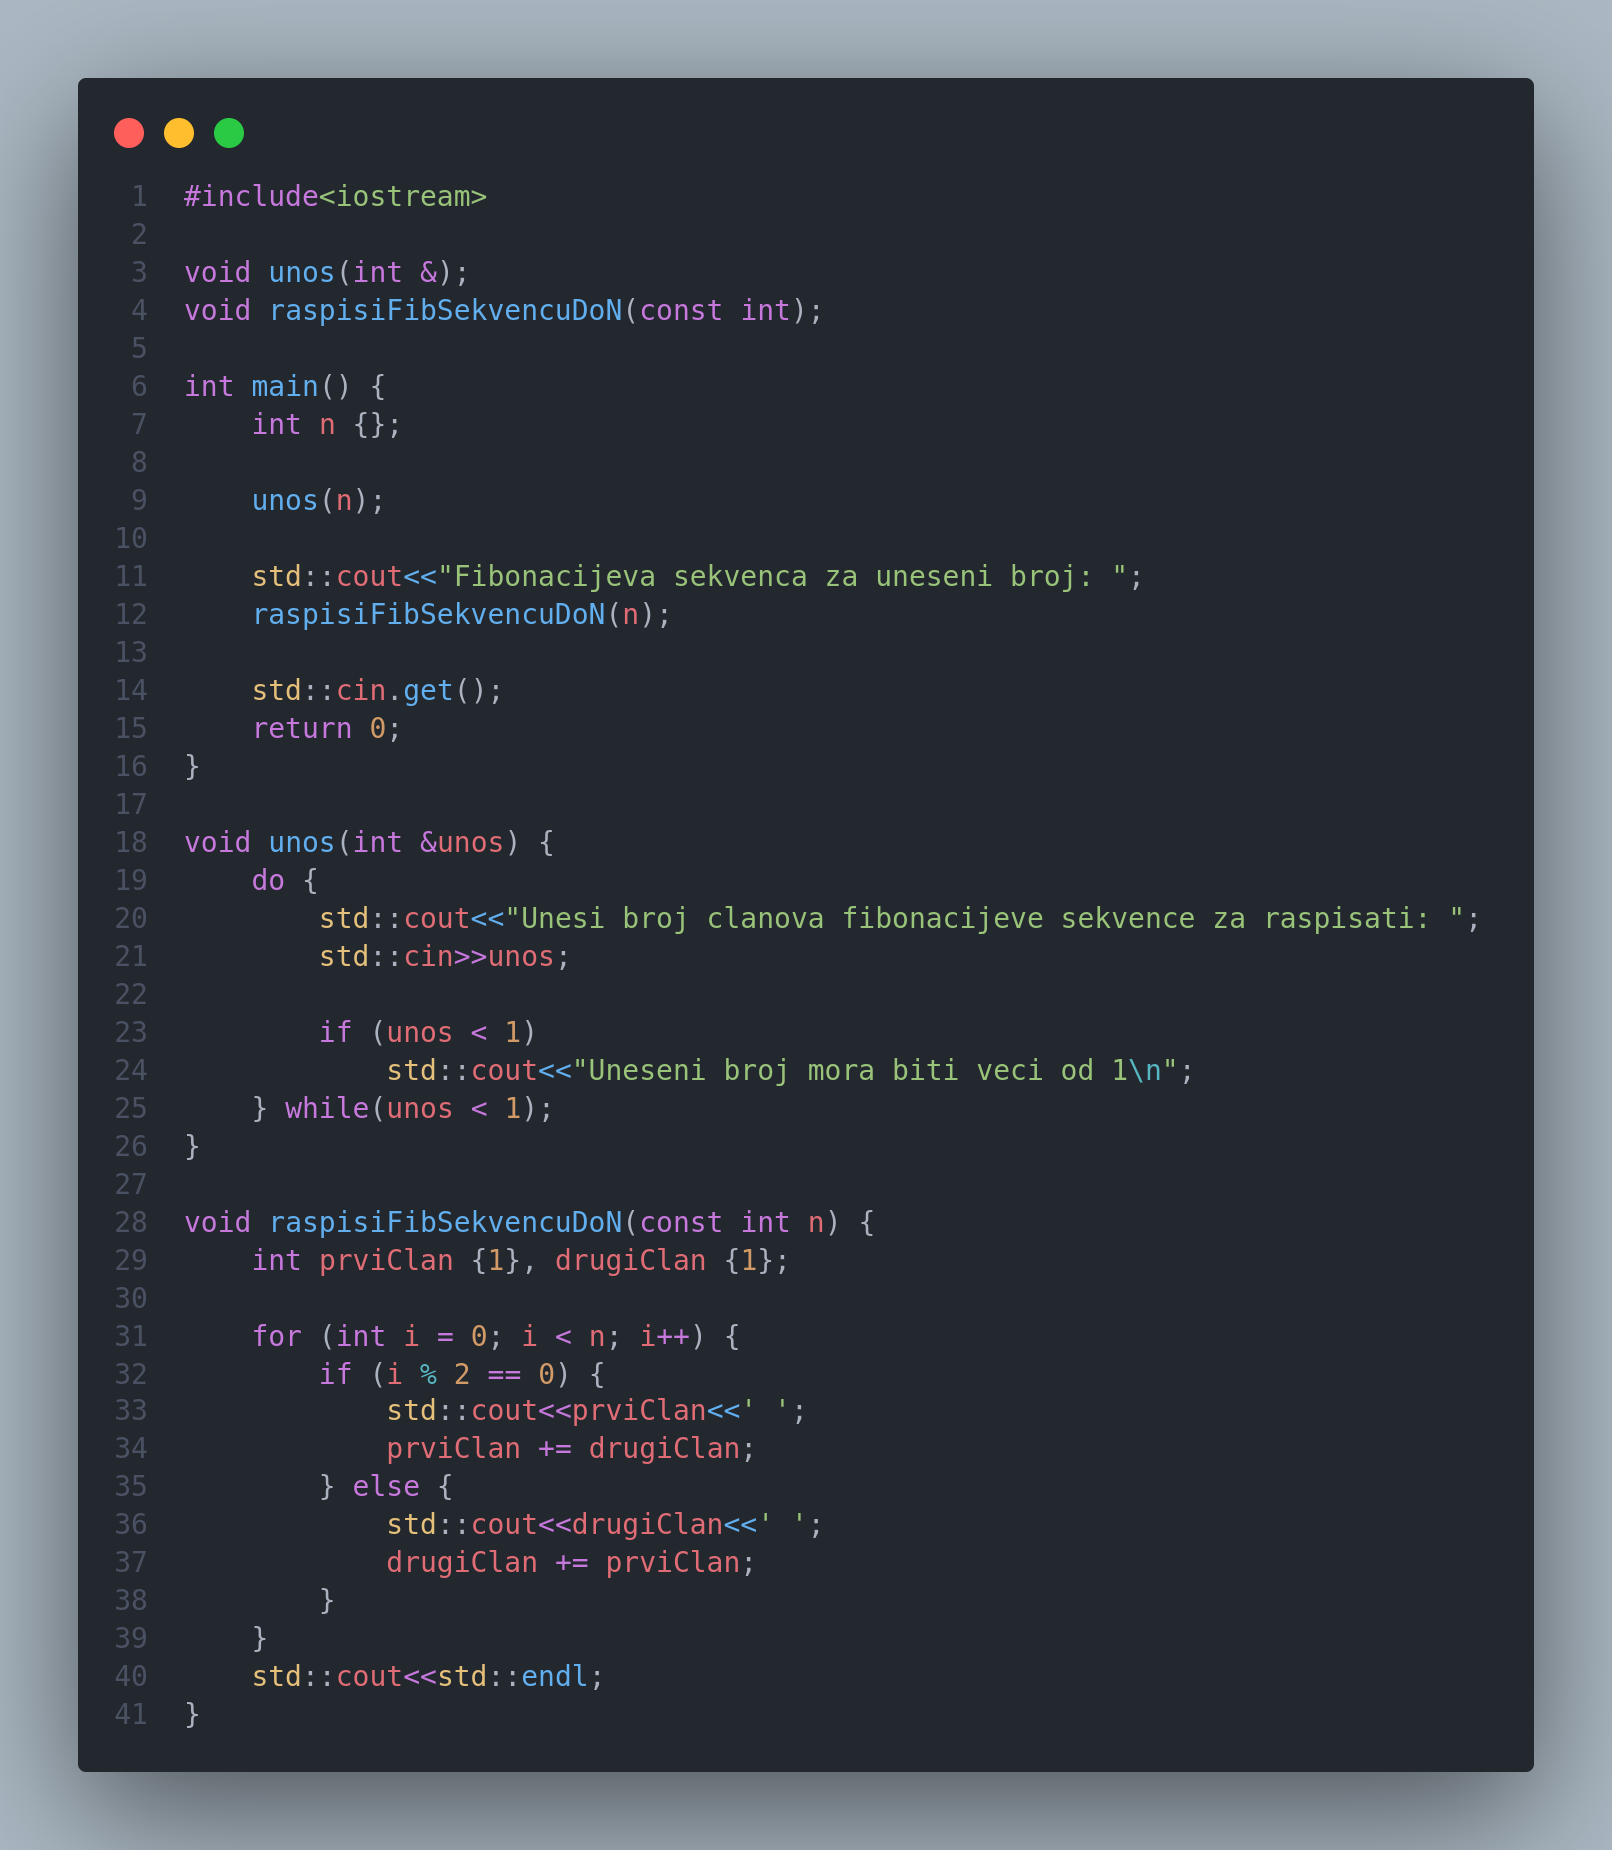 1 #include<iostream>
2
3 void unos(int &);
4 void raspisiFibSekvencuDoN(const int);
5
6 int main() {
7     int n {};
8
9     unos(n);
10
11     std::cout<<"Fibonacijeva sekvenca za uneseni broj: ";
12     raspisiFibSekvencuDoN(n);
13
14     std::cin.get();
15     return 0;
16 }
17
18 void unos(int &unos) {
19     do {
20         std::cout<<"Unesi broj clanova fibonacijeve sekvence za raspisati: ";
21         std::cin>>unos;
22
23         if (unos < 1)
24             std::cout<<"Uneseni broj mora biti veci od 1\n";
25     } while(unos < 1);
26 }
27
28 void raspisiFibSekvencuDoN(const int n) {
29     int prviClan {1}, drugiClan {1};
30
31     for (int i = 0; i < n; i++) {
32         if (i % 2 == 0) {
33             std::cout<<prviClan<<' ';
34             prviClan += drugiClan;
35         } else {
36             std::cout<<drugiClan<<' ';
37             drugiClan += prviClan;
38         }
39     }
40     std::cout<<std::endl;
41 }